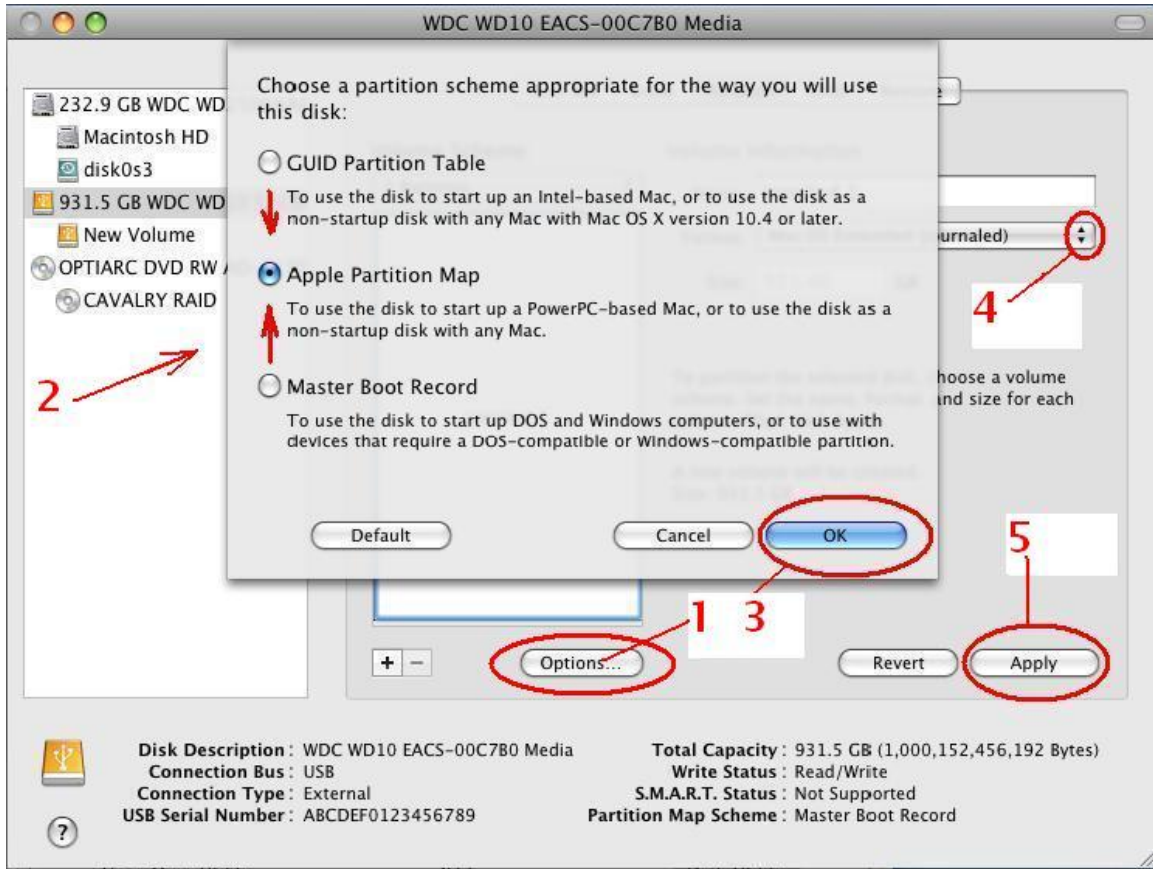 WDC WD10 EACS-00C7B0 Media
Choose a partition scheme appropriate for the way you will use
this disk:
GUID Partition Table
To use the disk to start up an Intel-based Mac, or to use the disk as a
non-startup disk with any Mac with Mac OS X version 10.4 or later.
Apple Partition Map
To use the disk to start up a PowerPC-based Mac, or to use the disk as a
non-startup disk with any Mac.
Master Boot Record
To use the disk to start up DOS and Windows computers, or to use with
devices that require a DOS-compatible or Windows-compatible partition.
Default Cancel OK
232.9 GB WDC WD
Macintosh HD
disk0s3
931.5 GB WDC WD
New Volume
OPTIARC DVD RW
CAVALRY RAID
2
urnaled)
4
hoose a volume
and size for each
5
1 3
+ - Options... Revert Apply
Disk Description : WDC WD10 EACS-00C7B0 Media
Connection Bus : USB
Connection Type : External
USB Serial Number : ABCDEF0123456789
Total Capacity : 931.5 GB (1,000,152,456,192 Bytes)
Write Status : Read/Write
S.M.A.R.T. Status : Not Supported
Partition Map Scheme : Master Boot Record
?